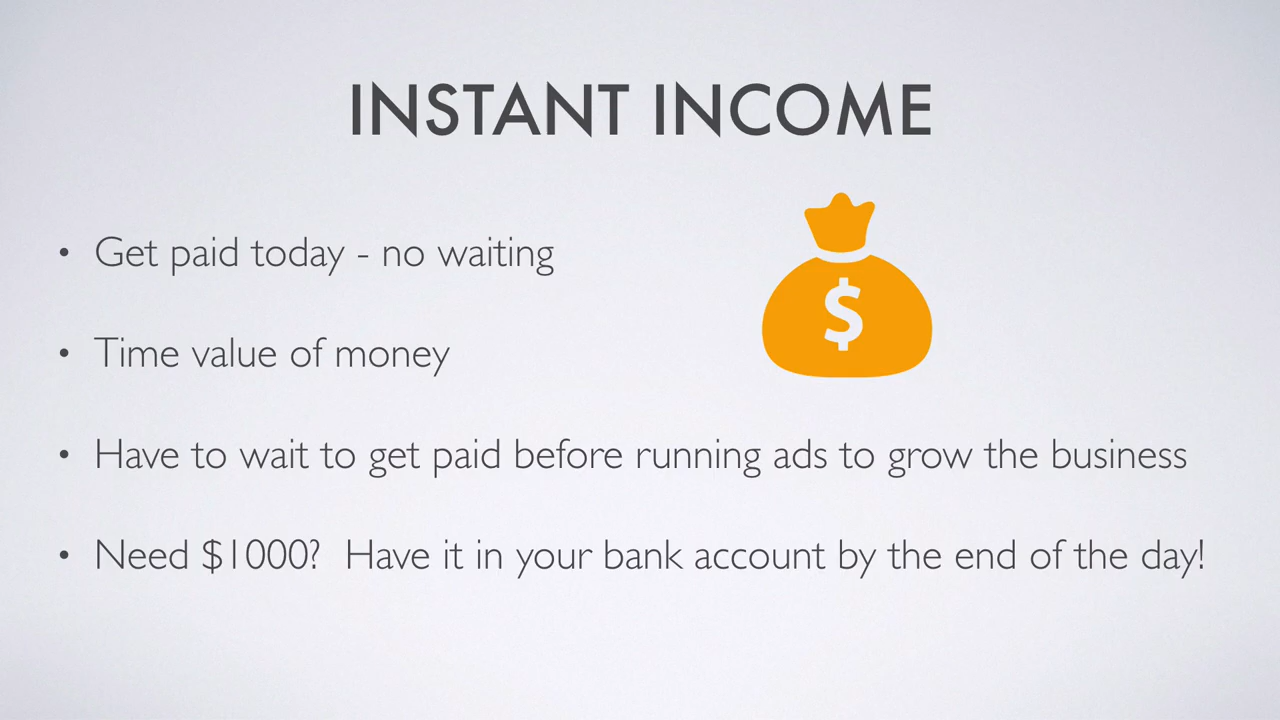 INSTANT INCOME
• Get paid today - no waiting
$
• Time value of money
• Have to wait to get paid before running ads to grow the business
• Need $1000?  Have it in your bank account by the end of the day!